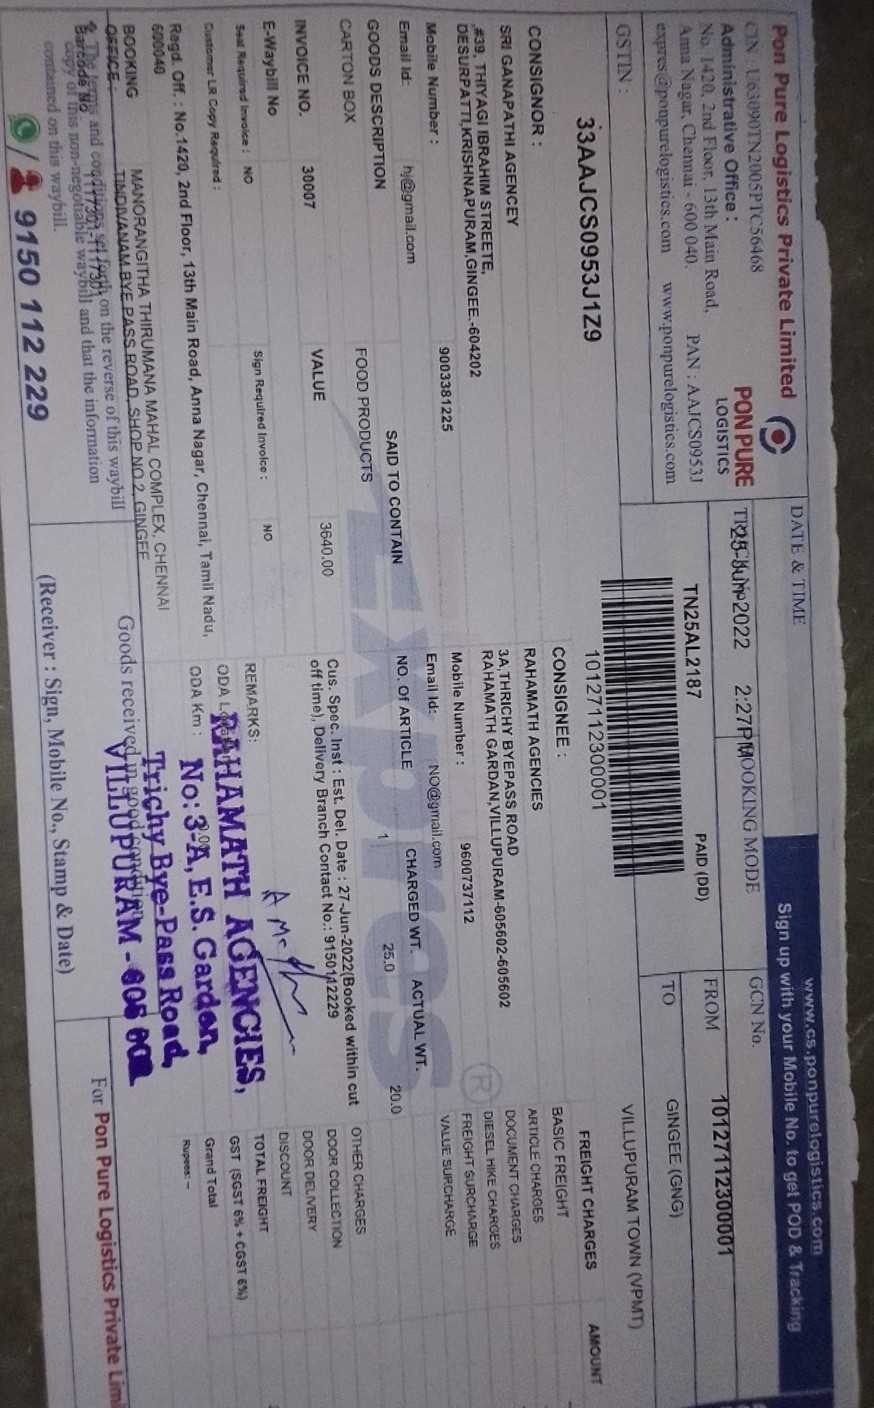 www.cs.ponpurelogistics.com
Sign up with your Mobile No. to get POD & Tracking
Pon Pure Logistics Private Limited
CIN : U63090TN2005PTC56468
Administrative Office :
No. 1420, 2nd Floor, 13th Main Road,
Anna Nagar, Chennai - 600 040. PAN : AAJCS0953J
expres@ponpurelogistics.com www.ponpurelogistics.com
PON PURE
LOGISTICS
DATE & TIME
2022 2:27PM
TN25AL2187
BOOKING MODE
PAID (DD)
GCN No.
10127112300001
FROM
GINGEE (GNG)
TO
VILLUPURAM TOWN (VPMT)
GSTIN :
33AAJCS0953J1Z9
10127112300001
CONSIGNOR :
SRI GANAPATHI AGENCEY
,#39, THIYAGI IBRAHIM STREETE,
DESURPATTI,KRISHNAPURAM,GINGEE.-604202
Mobile Number : 9003381225
Email Id: hj@gmail.com
CONSIGNEE :
RAHAMATH AGENCIES
3A,THRICHY BYEPASS ROAD
RAHAMATH GARDAN,VILLUPURAM-605602-605602
Mobile Number : 9600737112
Email Id: NO@gmail.com
FREIGHT CHARGES AMOUNT
BASIC FREIGHT
ARTICLE CHARGES
DOCUMENT CHARGES
DIESEL HIKE CHARGES
FREIGHT SURCHARGE
VALUE SURCHARGE
R
GOODS DESCRIPTION SAID TO CONTAIN NO. Of ARTICLE CHARGED WT. ACTUAL WT.
CARTON BOX FOOD PRODUCTS 1 25.0 20.0
Expres
OTHER CHARGES
DOOR COLLECTION
DOOR DELIVERY
DISCOUNT
TOTAL FREIGHT
GST (SGST 6% + CGST 6%)
Grand Total
Rupees: -
INVOICE NO. 30007 VALUE 3640.00
Cus. Spec. Inst : Est. Del. Date : 27-Jun-2022(Booked within cut
off time), Delivery Branch Contact No.: 9150112229
E-Waybill No
Seal Required Invoice : NO Sign Required Invoice : NO
Customer LR Copy Required :
REMARKS:
ODA
ODA Km :
Regd. Off. : No.1420, 2nd Floor, 13th Main Road, Anna Nagar, Chennai, Tamil Nadu,
600040
BOOKING
OFFICE :
MANORANGITHA THIRUMANA MAHAL COMPLEX, CHENNAI
TINDIVANAM BYE PASS ROAD, SHOP NO 2, GINGEE
Barcode No
The terms and conditions set forth on the reverse of this waybill
copy of this non-negotiable waybill and that the information
contained on this waybill.
RAHAMATH AGENCIES,
No: 3-A, E.S. Garden,
Trichy Bye-Pass Road,
VILLUPURAM -
Goods received in good condition
(Receiver : Sign, Mobile No., Stamp & Date)
For Pon Pure Logistics Private Limi
/ 9150 112 229